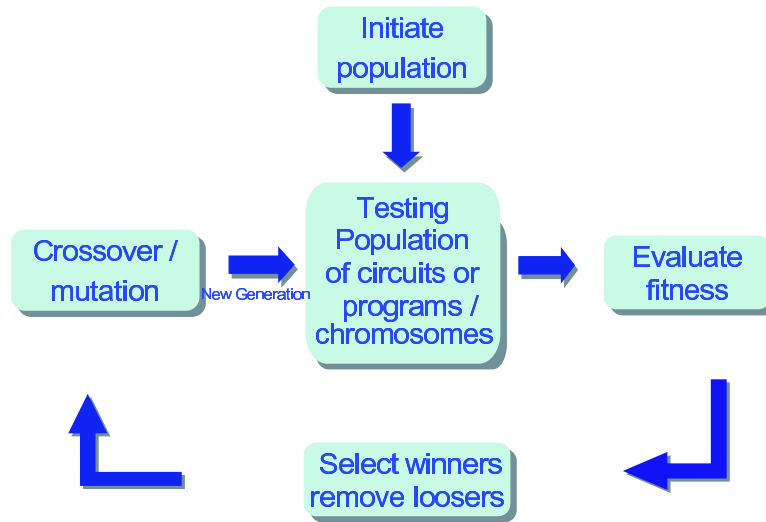 Initiate
population
Testing
Population
of circuits or
programs /
chromosomes
Crossover /
mutation
New Generation
Evaluate
fitness
Select winners
remove loosers